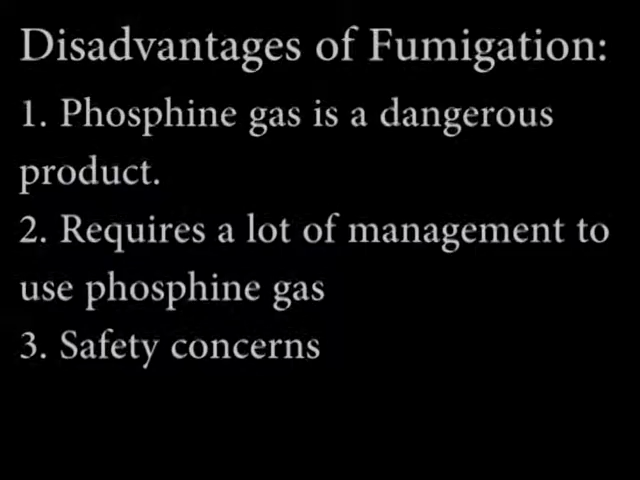 Disadvantages of Fumigation:
1. Phosphine gas is a dangerous
product.
2. Requires a lot of management to
use phosphine gas
3. Safety concerns